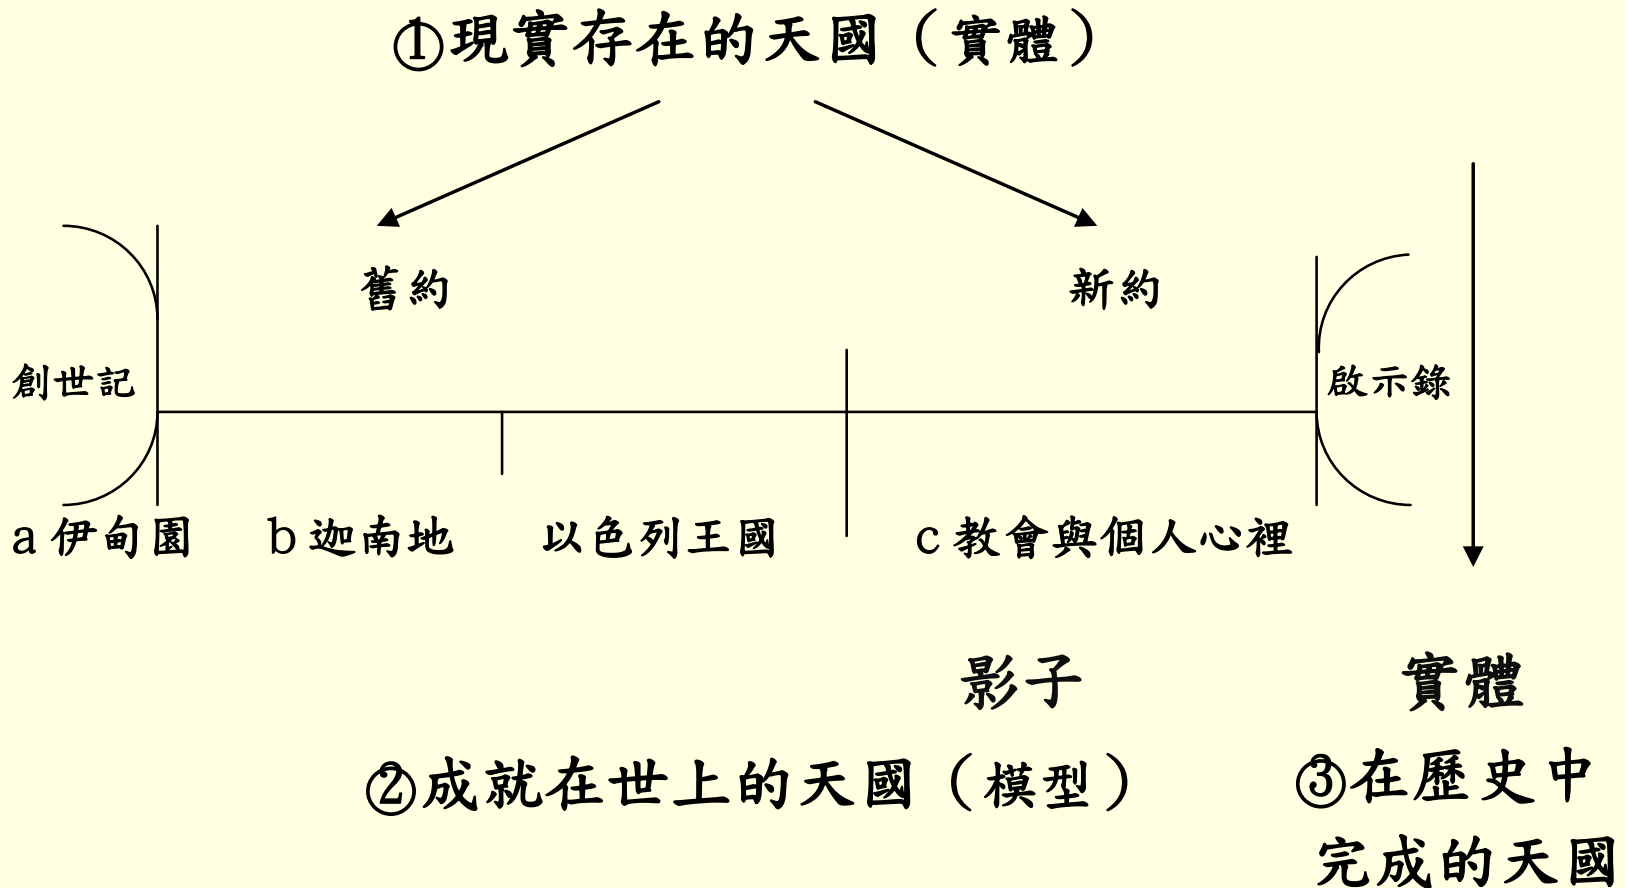 ①現實存在的天國（實體）
舊約 新約
創世記 啟示錄
a伊甸園 b迦南地 以色列王國 c教會與個人心裡
影子 實體
②成就在世上的天國（模型） ③在歷史中
完成的天國